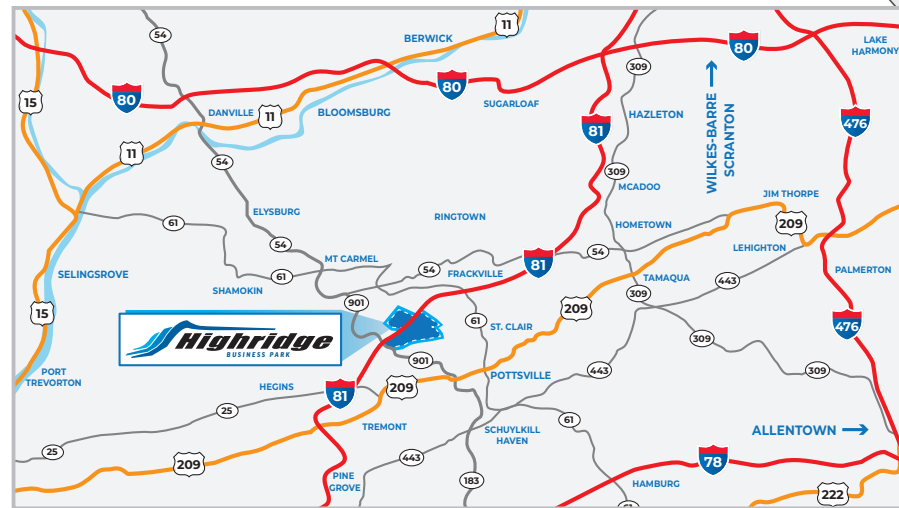 11
54
BERWICK
80
LAKE
HARMONY
309
15
80
80
SUGARLOAF
DANVILLE
11
BLOOMSBURG
HAZLETON
WILKES-BARRE
SCRANTON
476
81
11
54
309
MCADOO
JIM THORPE
ELYSBURG
61
RINGTOWN
HOMETOWN
209
54
LEHIGHTON
MT CARMEL
54
81
54
SELINGSROVE
61
FRACKVILLE
TAMAQUA
443
PALMERTON
SHAMOKIN
309
901
209
15
61
ST. CLAIR
476
Highridge
BUSINESS PARK
309
901
PORT
TREVORTON
443
309
HEGINS
209
POTTSVILLE
81
25
61
TREMONT
SCHUYLKILL
HAVEN
ALLENTOWN
25
443
209
78
PINE
GROVE
183
HAMBURG
222
61